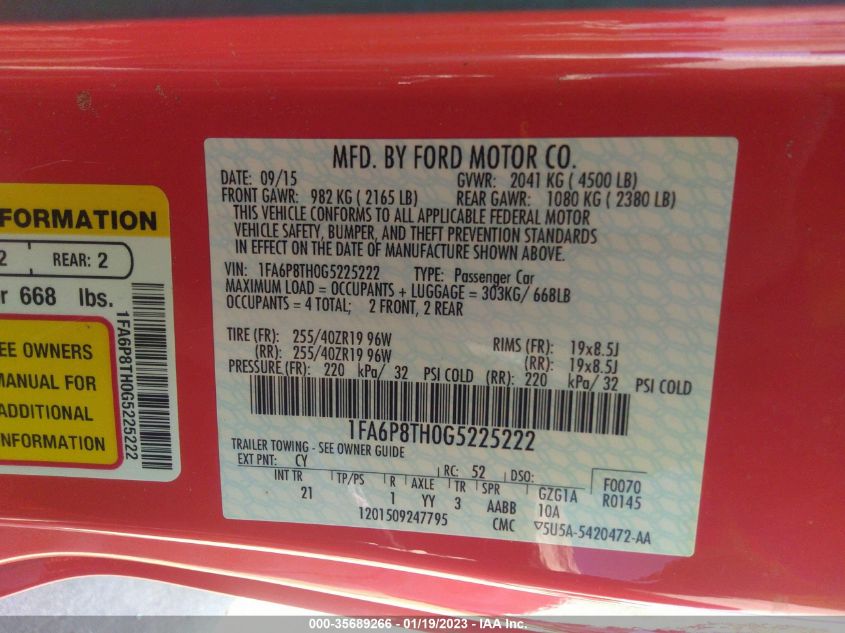 FORMATION
2
REAR: 2
r 668 lbs.
EE OWNERS
MANUAL FOR
ADDITIONAL
NFORMATION
1FA6P8TH0G5225222
MFD. BY FORD MOTOR CO.
DATE: 09/15 GVWR: 2041 KG ( 4500 LB)
FRONT GAWR: 982 KG ( 2165 LB) REAR GAWR: 1080 KG ( 2380 LB)
THIS VEHICLE CONFORMS TO ALL APPLICABLE FEDERAL MOTOR
VEHICLE SAFETY, BUMPER, AND THEFT PREVENTION STANDARDS
IN EFFECT ON THE DATE OF MANUFACTURE SHOWN ABOVE.
VIN: 1FA6P8TH0G5225222 TYPE: Passenger Car
MAXIMUM LOAD = OCCUPANTS + LUGGAGE = 303KG/ 668LB
OCCUPANTS = 4 TOTAL; 2 FRONT, 2 REAR
TIRE (FR): 255/40ZR19 96W RIMS (FR): 19x8.5J
(RR): 255/40ZR19 96W (RR): 19x8.5J
PRESSURE (FR): 220 kPa/ 32 PSI COLD (RR): 220 kPa/ 32 PSI COLD
1FA6P8TH0G5225222
TRAILER TOWING - SEE OWNER GUIDE
EXT PNT: CY RC: 52 DSO: F0070
INT TR TP/PS R AXLE TR SPR GZG1A R0145
21 1 YY 3 AABB 10A
1201509247795 CMC ▽5U5A-5420472-AA
000-35689266 - 01/19/2023 - IAA Inc.